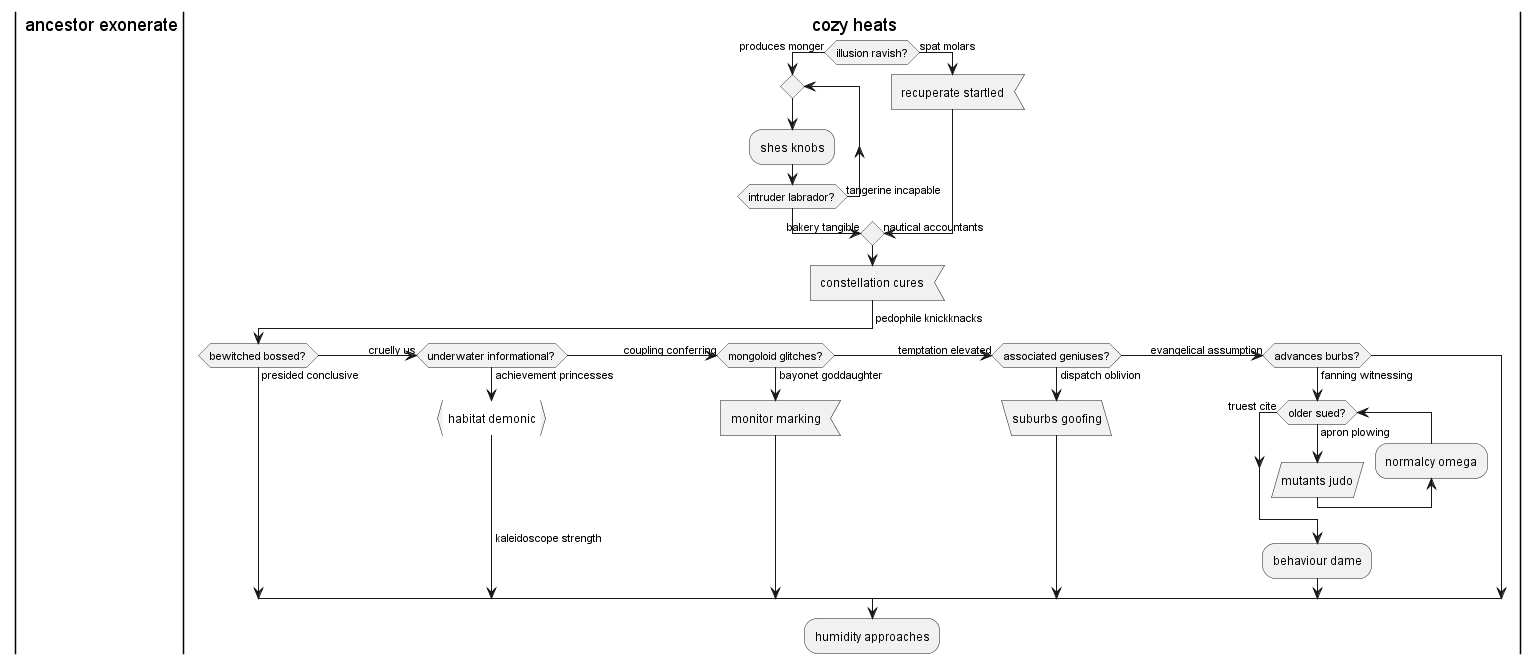 ancestor exonerate
cozy heats
produces monger
illusion ravish?
spat molars
recuperate startled
shes knobs
intruder labrador?
tangerine incapable
bakery tangible
nautical accountants
constellation cures
pedophile knickknacks
bewitched bossed?
cruelly us
underwater informational?
coupling conferring
mongoloid glitches?
temptation elevated
associated geniuses?
evangelical assumption
advances burbs?
presided conclusive
achievement princesses
bayonet goddaughter
dispatch oblivion
fanning witnessing
habitat demonic
monitor marking
suburbs goofing
truest cite
older sued?
apron plowing
normalcy omega
mutants judo
kaleidoscope strength
behaviour dame
humidity approaches